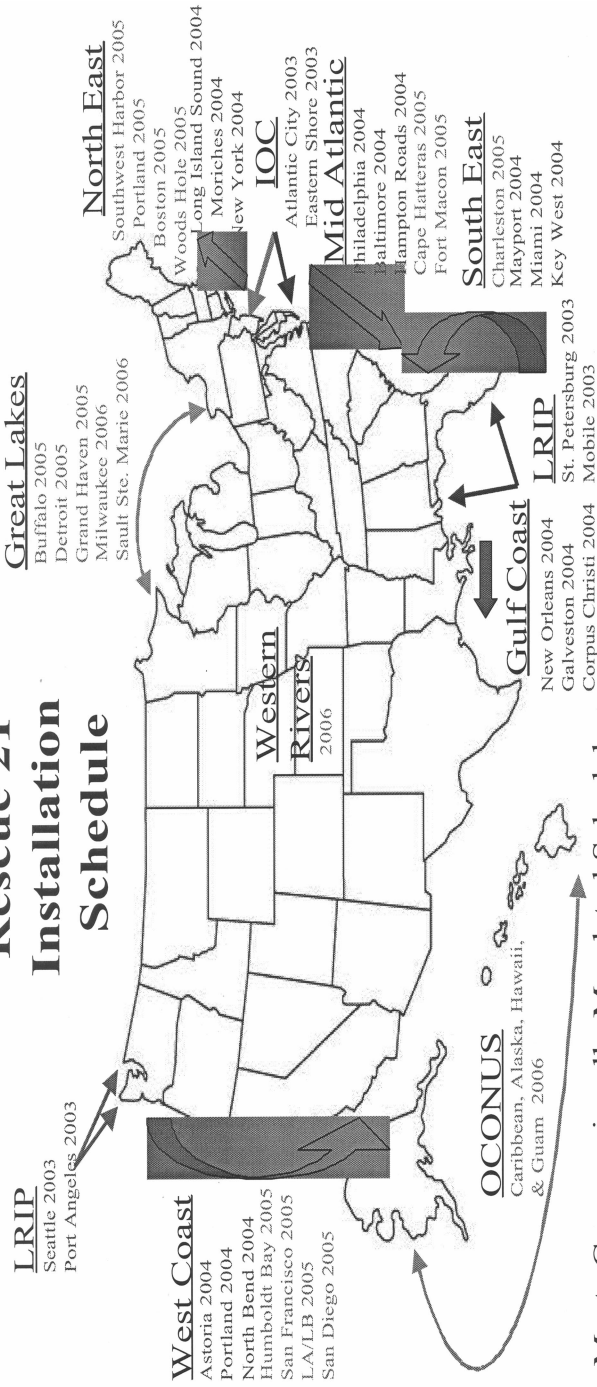 Installation
Schedule
LRIP
Seattle 2003
Port Angeles 2003
West Coast
Astoria 2004
Portland 2004
North Bend 2004
Humboldt Bay 2005
San Francisco 2005
LA/LB 2005
San Diego 2005
Great Lakes
Buffalo 2005
Detroit 2005
Grand Haven 2005
Milwaukee 2006
Sault Ste. Marie 2006
North East
Southwest Harbor 2005
Portland 2005
Boston 2005
Woods Hole 2005
Long Island Sound 2004
Moriches 2004
New York 2004
IOC
Atlantic City 2003
Eastern Shore 2003
Mid Atlantic
Philadelphia 2004
Baltimore 2004
Hampton Roads 2004
Cape Hatteras 2005
Fort Macon 2005
South East
Charleston 2005
Mayport 2004
Miami 2004
Key West 2004
LRIP
St. Petersburg 2003
Mobile 2003
Gulf Coast
New Orleans 2004
Galveston 2004
Corpus Christi 2004
Western
Rivers
2006
OCONUS
Caribbean, Alaska, Hawaii,
& Guam 2006